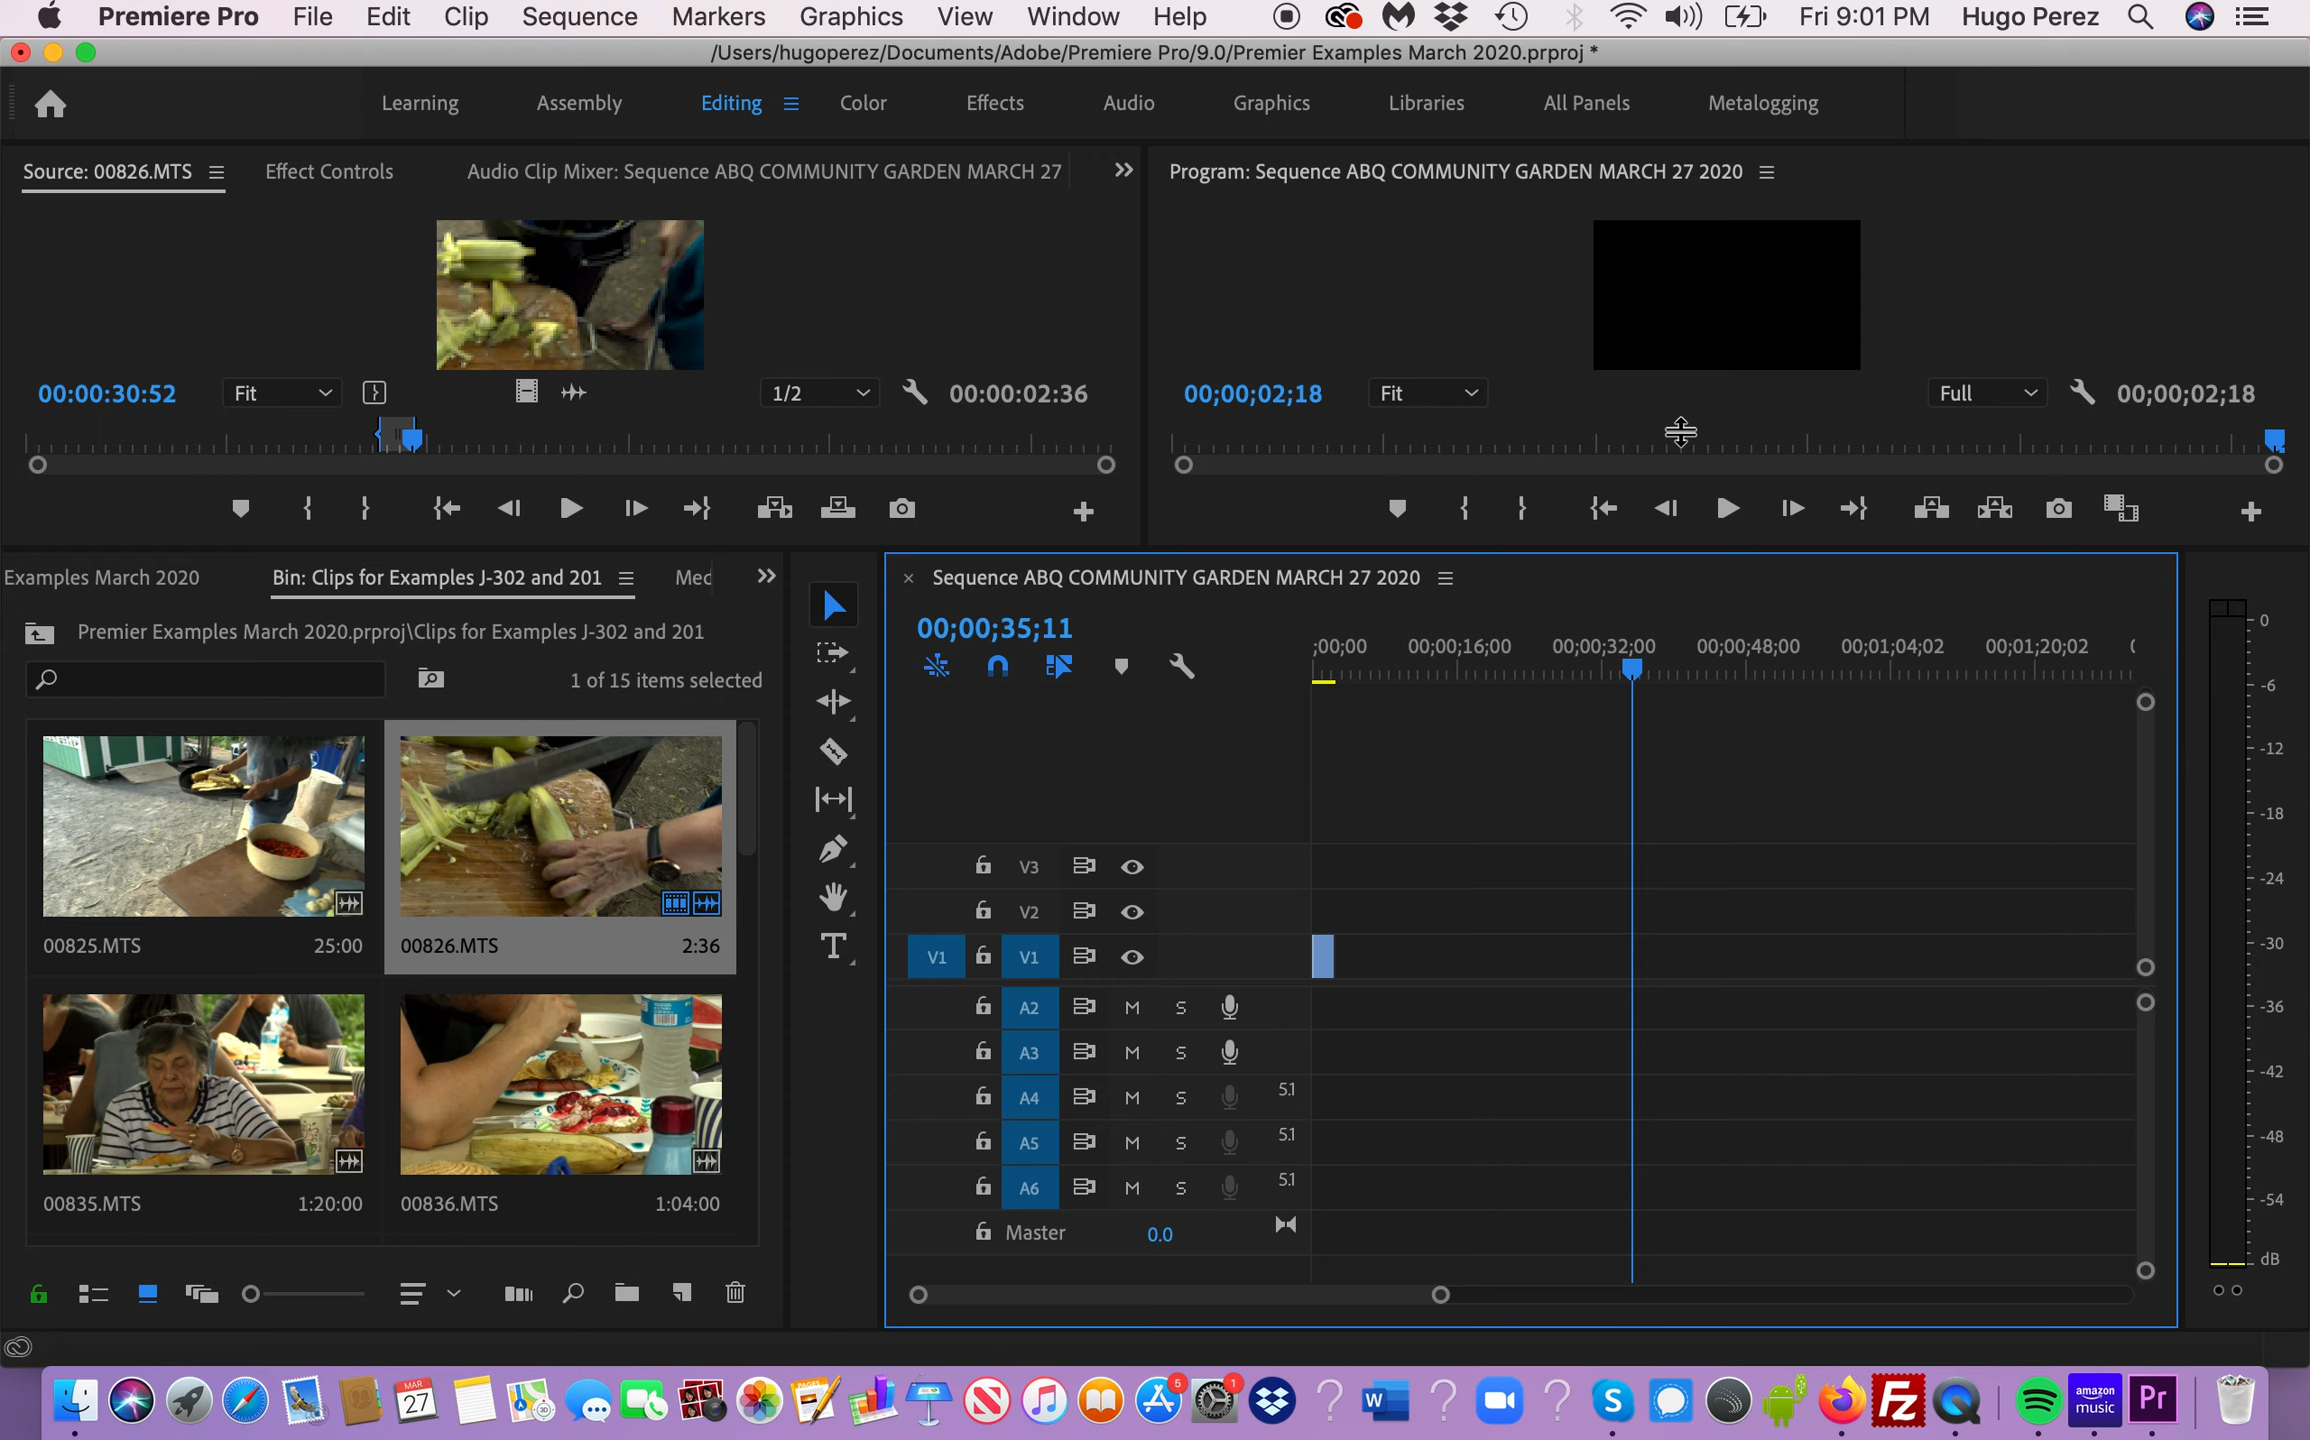 Premiere Pro File Edit Clip Sequence Markers Graphics View Window Help Fri 9:01 PM Hugo Perez
/Users/hugoperez/Documents/Adobe/Premiere Pro/9.0/Premier Examples March 2020.prproj *
Learning Assembly Editing Color Effects Audio Graphics Libraries All Panels Metalogging
Source: 00826.MTS Effect Controls Audio Clip Mixer: Sequence ABQ COMMUNITY GARDEN MARCH 27
Program: Sequence ABQ COMMUNITY GARDEN MARCH 27 2020
00:00:30:52 Fit 1/2 00:00:02:36
00;00;02;18 Fit Full 00;00;02;18
Examples March 2020 Bin: Clips for Examples J-302 and 201 Med
Premier Examples March 2020.prproj\Clips for Examples J-302 and 201
1 of 15 items selected
00825.MTS 25:00
00826.MTS 2:36
00835.MTS 1:20:00
00836.MTS 1:04:00
× Sequence ABQ COMMUNITY GARDEN MARCH 27 2020
00;00;35;11
;00;00 00;00;16;00 00;00;32;00 00;00;48;00 00;01;04;02 00;01;20;02
V3
V2
V1 V1
A2 M S
A3 M S
A4 M S 5.1
A5 M S 5.1
A6 M S 5.1
Master 0.0
0
-6
-12
-18
-24
-30
-36
-42
-48
-54
dB
T
MAR
27
PAGES
3D
5
1
W
S
Fz
amazon
music
Pr